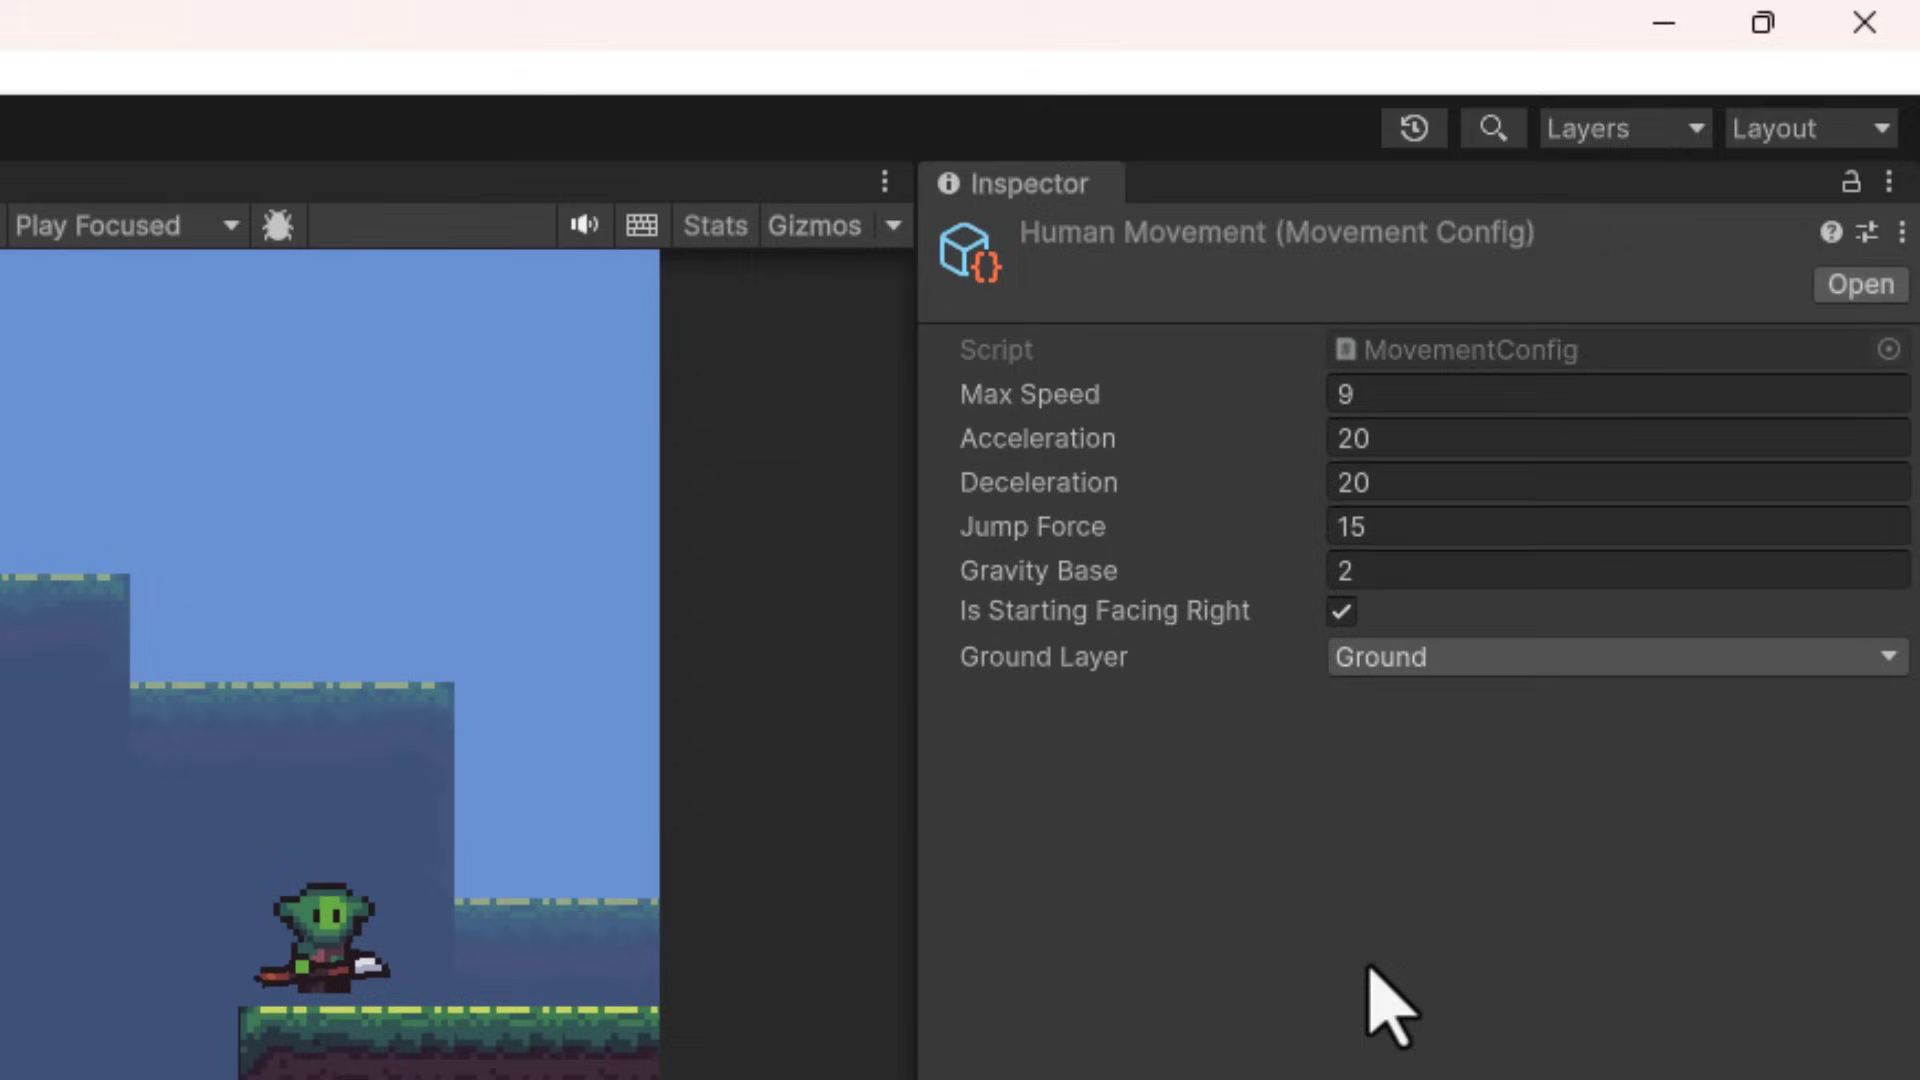 Layers
Layout
Inspector
Play Focused
Stats
Gizmos
Human Movement (Movement Config)
Open
Script
MovementConfig
Max Speed
9
Acceleration
20
Deceleration
20
Jump Force
15
Gravity Base
2
Is Starting Facing Right
Ground Layer
Ground